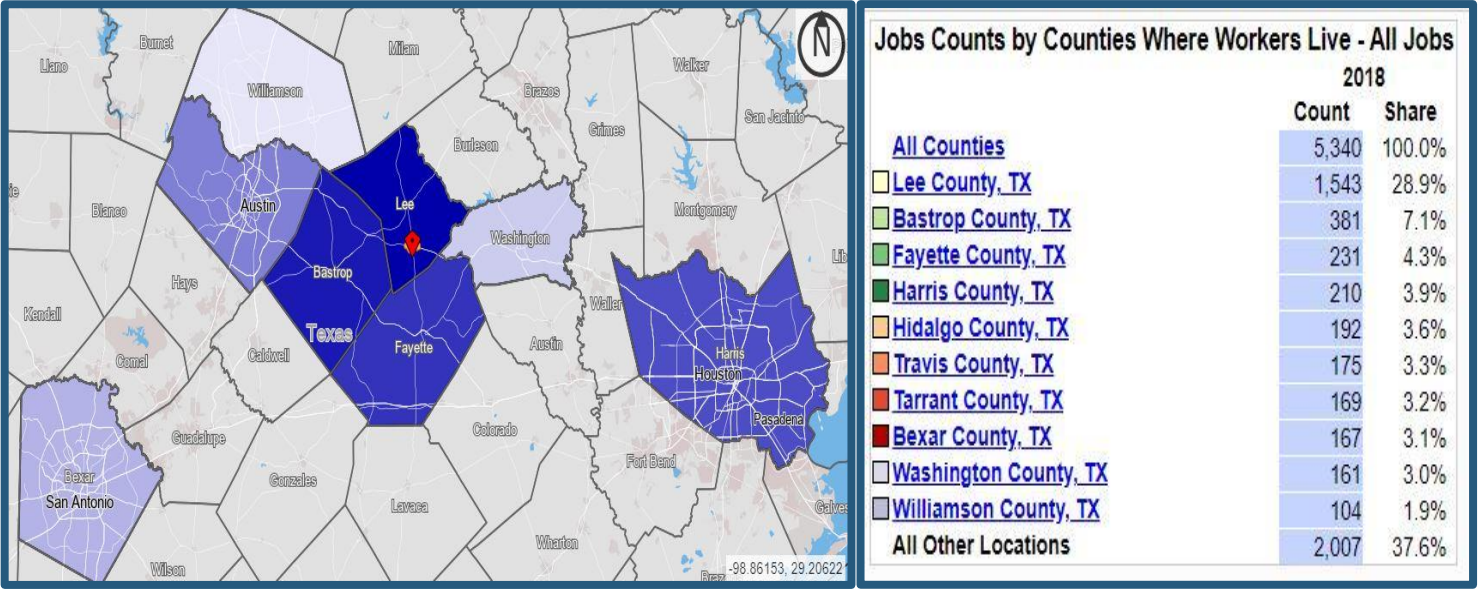 Burnet
Milam
Llano
Walker
Williamson
Brazos
San Jacinto
Grimes
Burleson
Blanco
Austin
Lee
Montgomery
Washington
Lib
Bastrop
Hays
Waller
Kendall
Texas
Austin
Comal
Caldwell
Fayette
Harris
Houston
Pasadena
Guadalupe
Colorado
Fort Bend
Bexar
San Antonio
Gonzales
Lavaca
Galves
Wharton
Wilson
-98.86153, 29.20622
Braz
N
Jobs Counts by Counties Where Workers Live - All Jobs
2018
Count Share
All Counties 5,340 100.0%
Lee County, TX 1,543 28.9%
Bastrop County, TX 381 7.1%
Fayette County, TX 231 4.3%
Harris County, TX 210 3.9%
Hidalgo County, TX 192 3.6%
Travis County, TX 175 3.3%
Tarrant County, TX 169 3.2%
Bexar County, TX 167 3.1%
Washington County, TX 161 3.0%
Williamson County, TX 104 1.9%
All Other Locations 2,007 37.6%